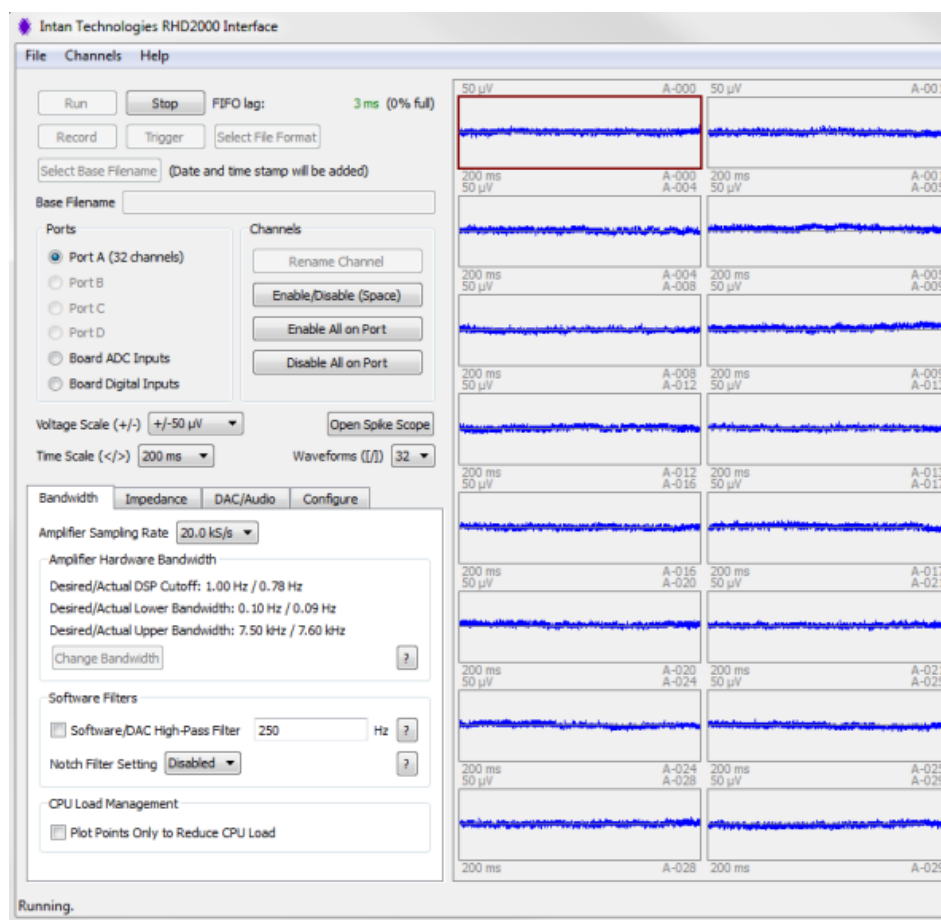 Intan Technologies RHD2000 Interface
File Channels Help
Run Stop FIFO lag: 3 ms (0% full)
Record Trigger Select File Format
Select Base Filename (Date and time stamp will be added)
Base Filename
Ports
Port A (32 channels)
Port B
Port C
Port D
Board ADC Inputs
Board Digital Inputs
Channels
Rename Channel
Enable/Disable (Space)
Enable All on Port
Disable All on Port
Voltage Scale (+/-) +/-50 µV Open Spike Scope
Time Scale (</>) 200 ms Waveforms ([/]) 32
Bandwidth Impedance DAC/Audio Configure
Amplifier Sampling Rate 20.0 kS/s
Amplifier Hardware Bandwidth
Desired/Actual DSP Cutoff: 1.00 Hz / 0.78 Hz
Desired/Actual Lower Bandwidth: 0.10 Hz / 0.09 Hz
Desired/Actual Upper Bandwidth: 7.50 kHz / 7.60 kHz
Change Bandwidth ?
Software Filters
Software/DAC High-Pass Filter 250 Hz ?
Notch Filter Setting Disabled ?
CPU Load Management
Plot Points Only to Reduce CPU Load
50 µV A-000 50 µV
200 ms A-000 200 ms
50 µV A-004 50 µV
200 ms A-004 200 ms
50 µV A-008 50 µV
200 ms A-008 200 ms
50 µV A-012 50 µV
200 ms A-012 200 ms
50 µV A-016 50 µV
200 ms A-016 200 ms
50 µV A-020 50 µV
200 ms A-020 200 ms
50 µV A-024 50 µV
200 ms A-024 200 ms
50 µV A-028 50 µV
200 ms A-028 200 ms
Running.